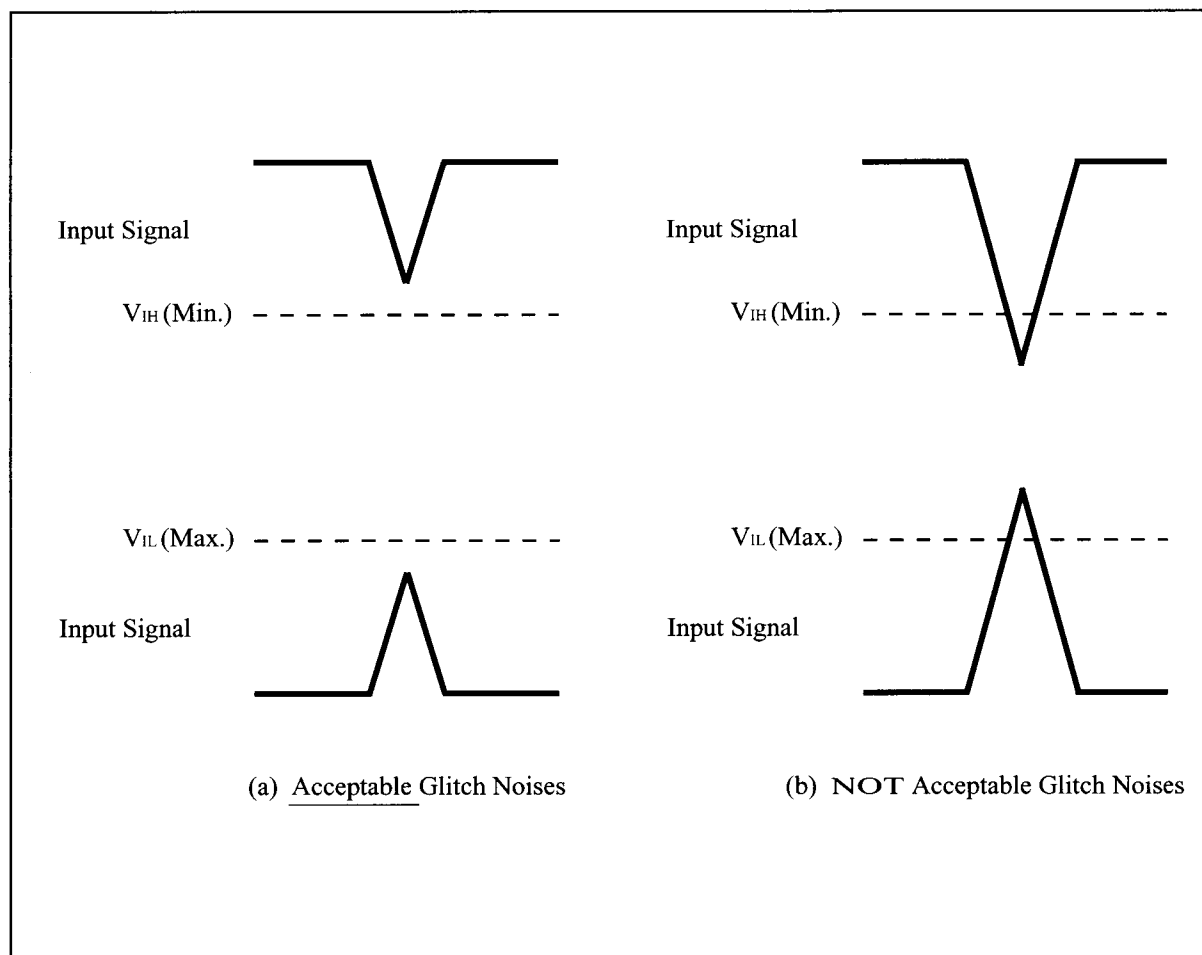 Input Signal
VIH (Min.)
VIL (Max.)
Input Signal
(a) Acceptable Glitch Noises
Input Signal
VIH (Min.)
VIL (Max.)
Input Signal
(b) NOT Acceptable Glitch Noises